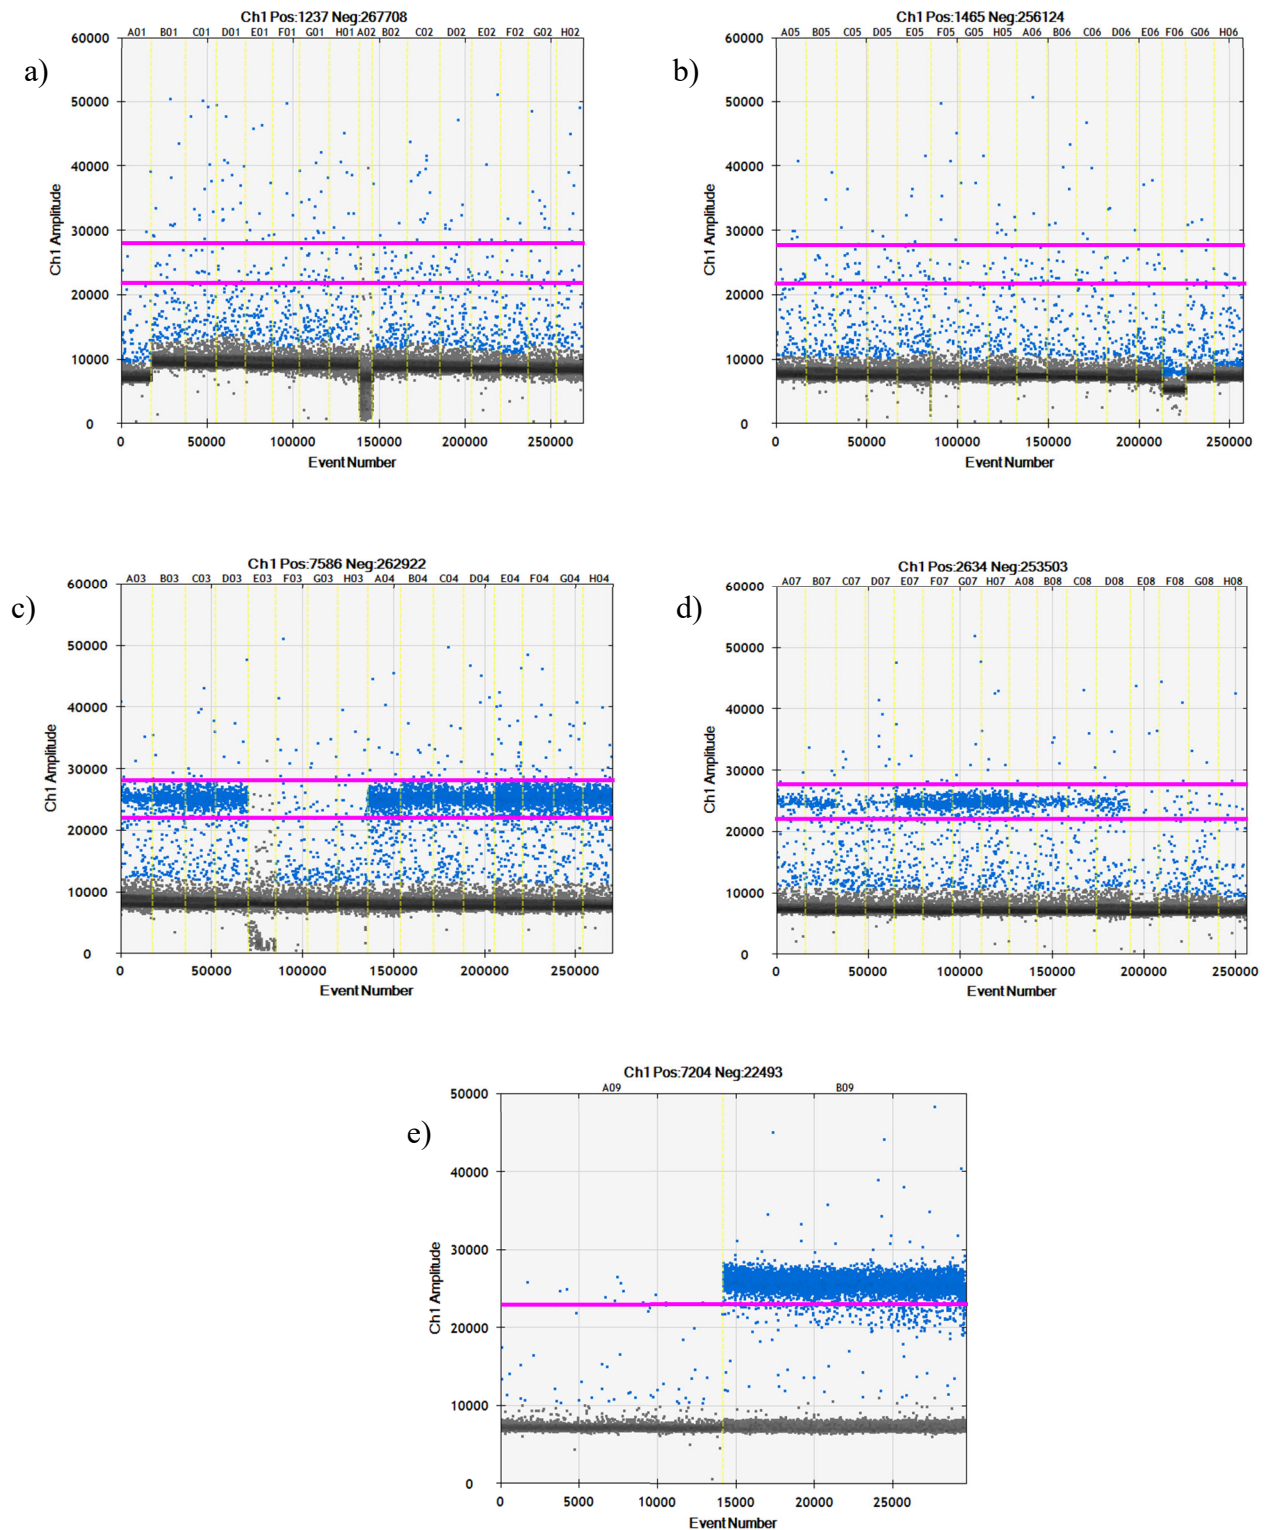 Ch1 Pos:1237 Neg:267708
A01 B01 C01 D01 E01 F01 G01 H01 A02 B02 C02 D02 E02 F02 G02 H02
a)
60000
50000
40000
30000
20000
10000
0
Ch1 Amplitude
0 50000 100000 150000 200000 250000
Event Number
Ch1 Pos:1465 Neg:256124
A05 B05 C05 D05 E05 F05 G05 H05 A06 B06 C06 D06 E06 F06 G06 H06
b)
60000
50000
40000
30000
20000
10000
0
Ch1 Amplitude
0 50000 100000 150000 200000 250000
Event Number
Ch1 Pos:7586 Neg:262922
A03 B03 C03 D03 E03 F03 G03 H03 A04 B04 C04 D04 E04 F04 G04 H04
c)
60000
50000
40000
30000
20000
10000
0
Ch1 Amplitude
0 50000 100000 150000 200000 250000
Event Number
Ch1 Pos:2634 Neg:253503
A07 B07 C07 D07 E07 F07 G07 H07 A08 B08 C08 D08 E08 F08 G08 H08
d)
60000
50000
40000
30000
20000
10000
0
Ch1 Amplitude
0 50000 100000 150000 200000 250000
Event Number
Ch1 Pos:7204 Neg:22493
A09 B09
e)
50000
40000
30000
20000
10000
0
Ch1 Amplitude
0 5000 10000 15000 20000 25000
Event Number